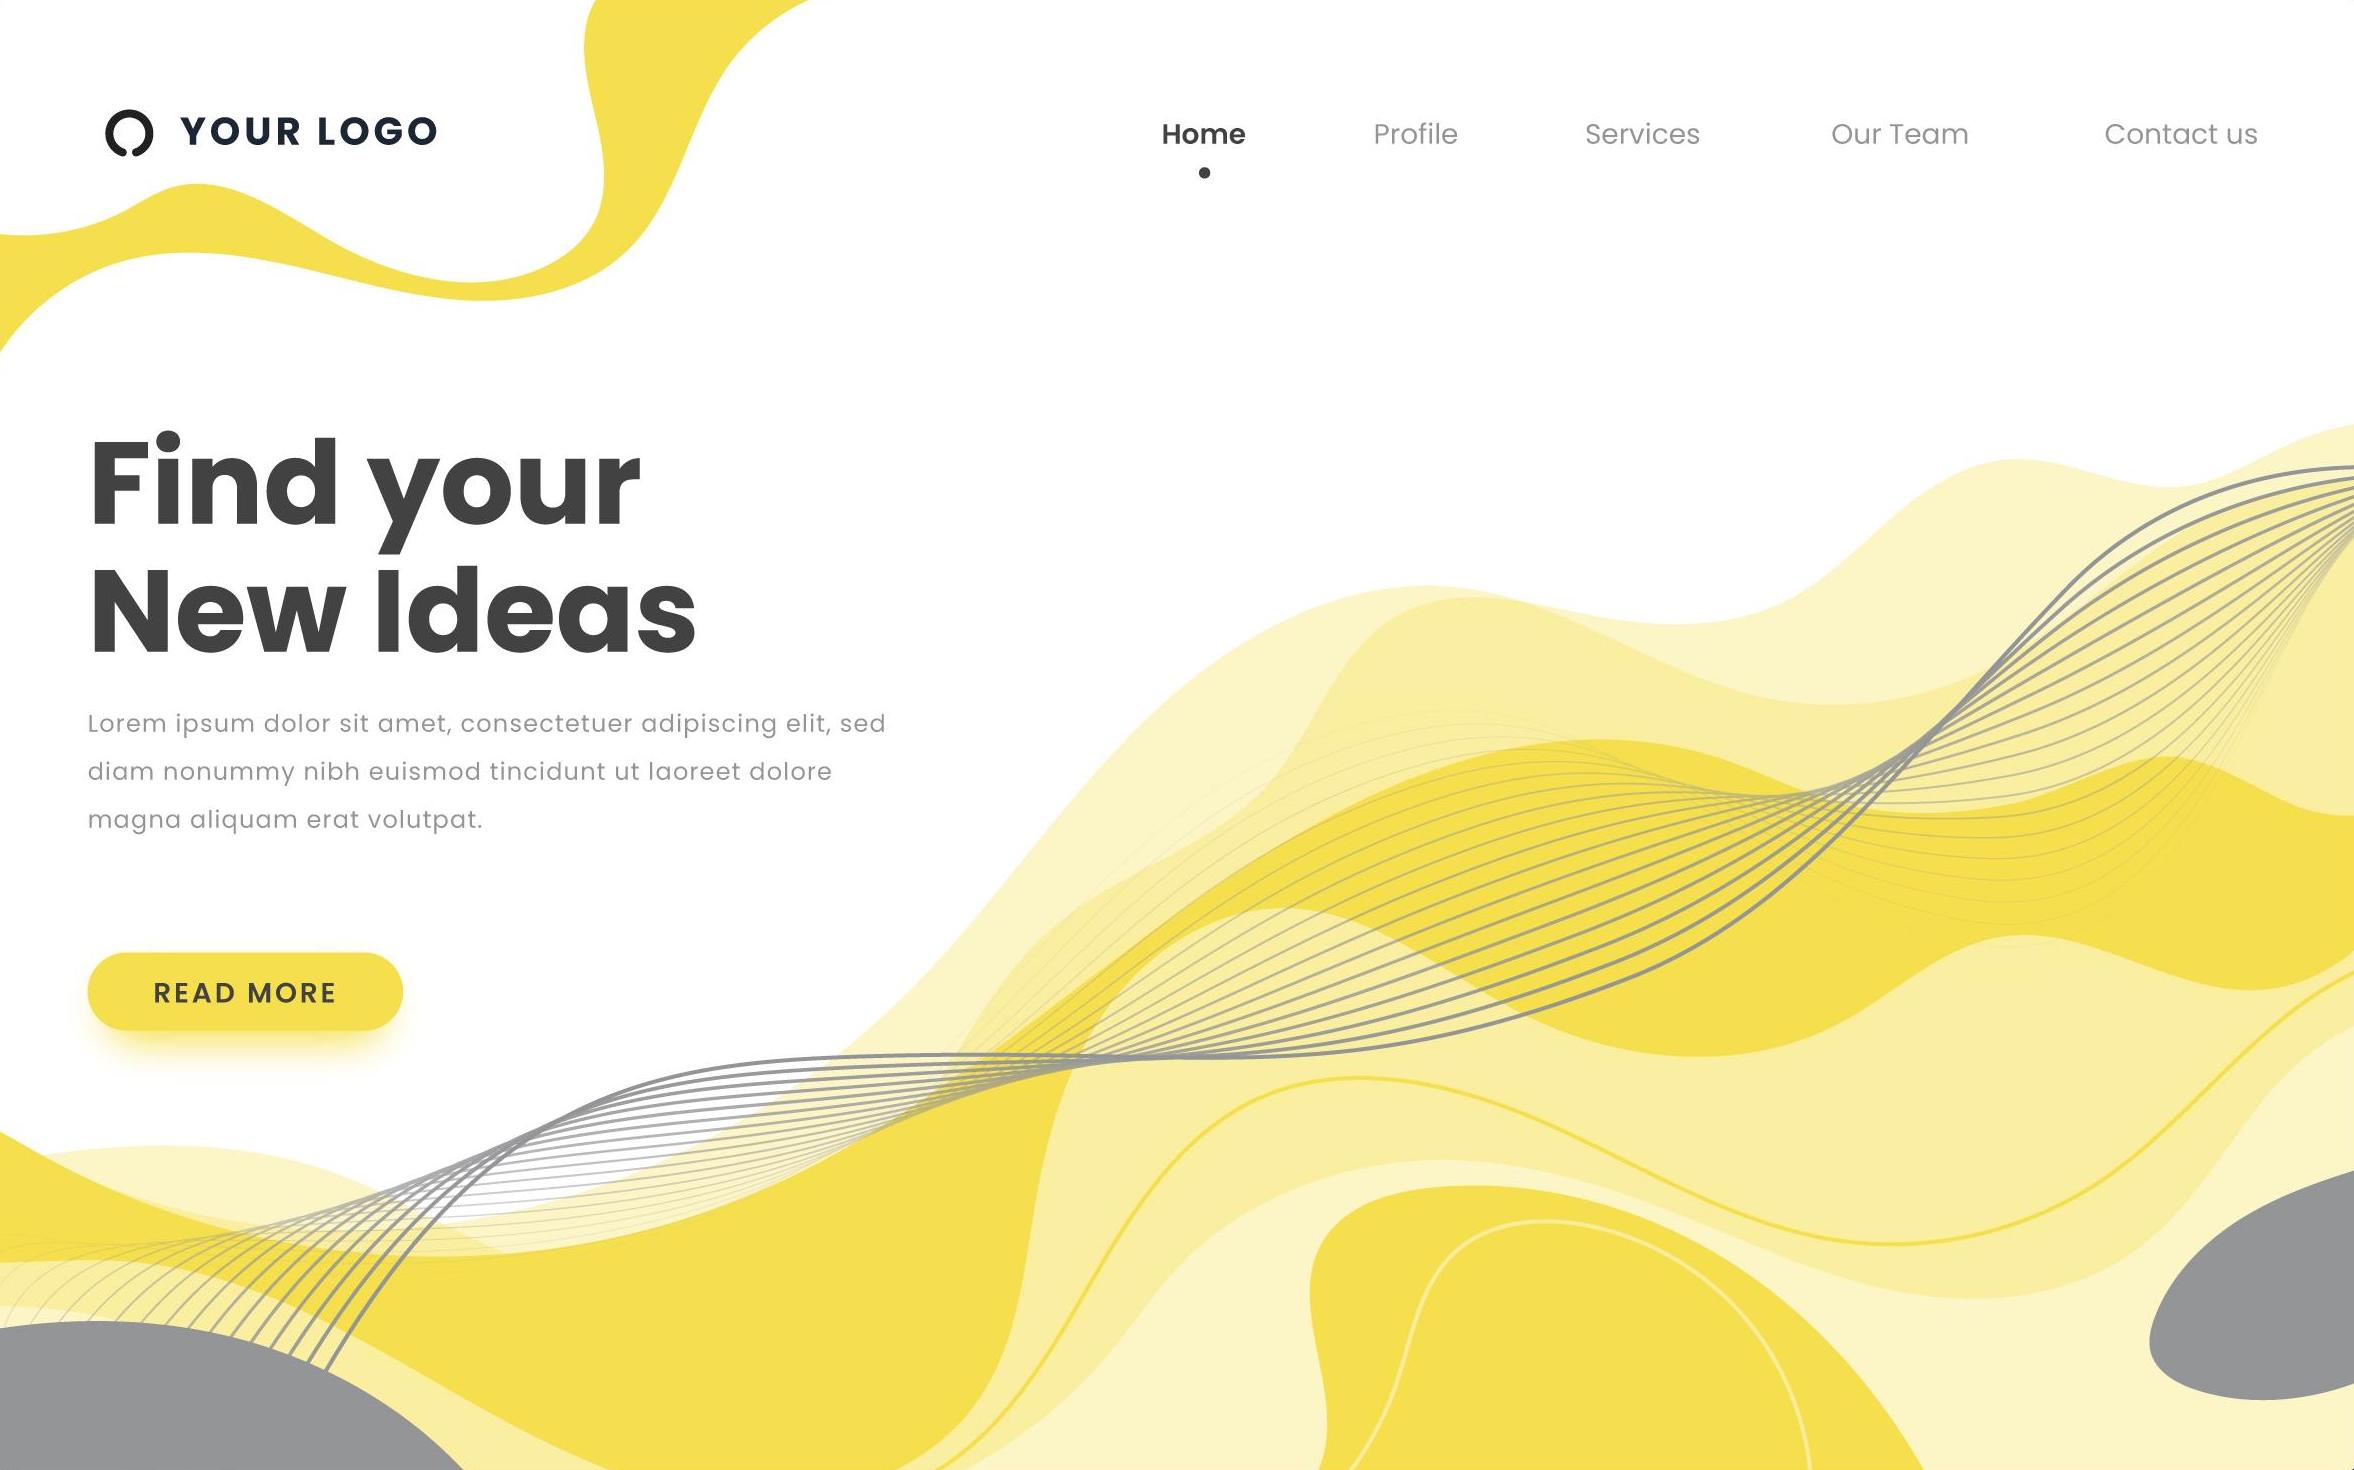 YOUR LOGO
Home Profile Services Our Team Contact us
Find your
New Ideas
Lorem ipsum dolor sit amet, consectetuer adipiscing elit, sed
diam nonummy nibh euismod tincidunt ut laoreet dolore
magna aliquam erat volutpat.
READ MORE